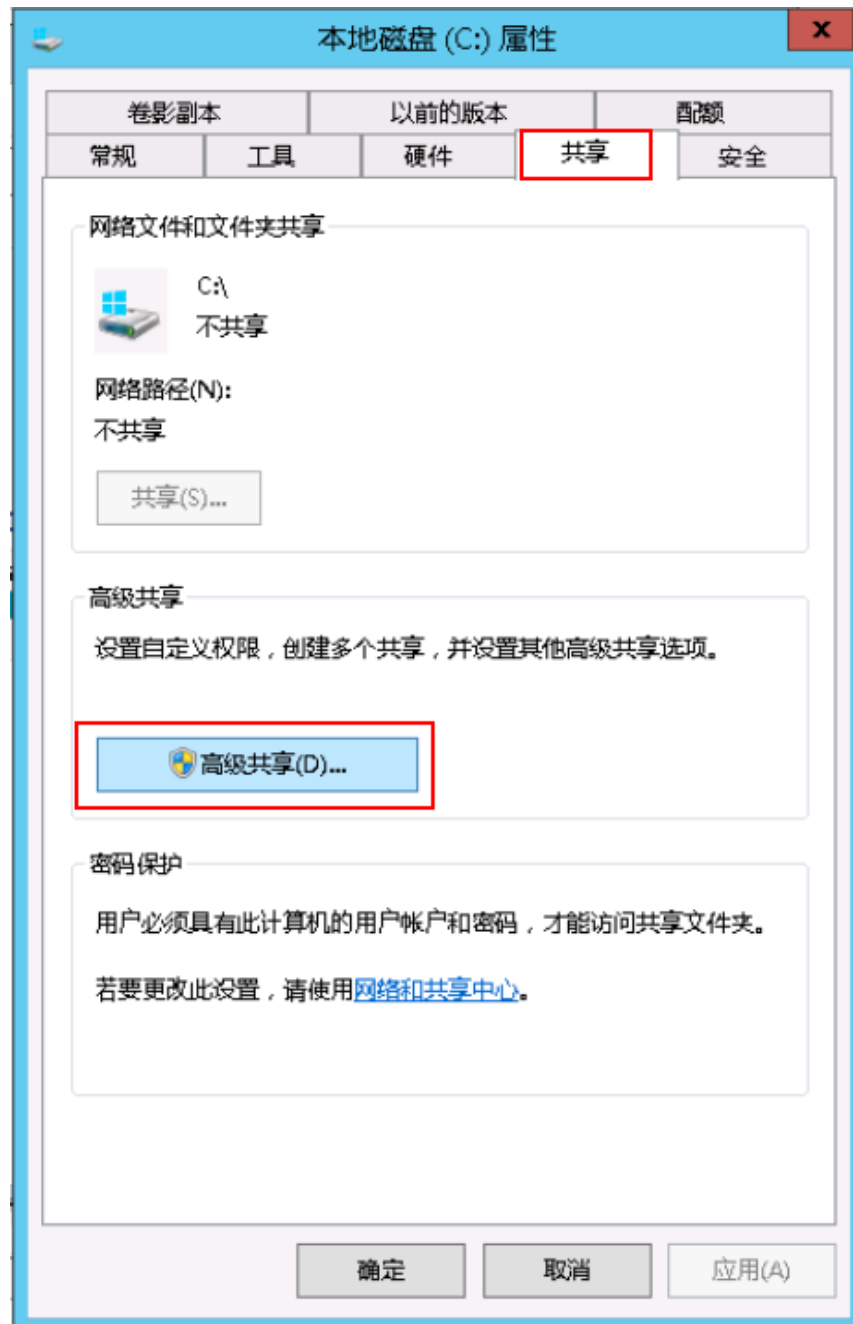 本地磁盘 (C:) 属性
x
卷影副本 以前的版本 配额
常规 工具 硬件 共享 安全
网络文件和文件夹共享
C:\
不共享
网络路径(N):
不共享
共享(S)...
高级共享
设置自定义权限，创建多个共享，并设置其他高级共享选项。
高级共享(D)...
密码保护
用户必须具有此计算机的用户帐户和密码，才能访问共享文件夹。
若要更改此设置，请使用网络和共享中心。
确定 取消 应用(A)